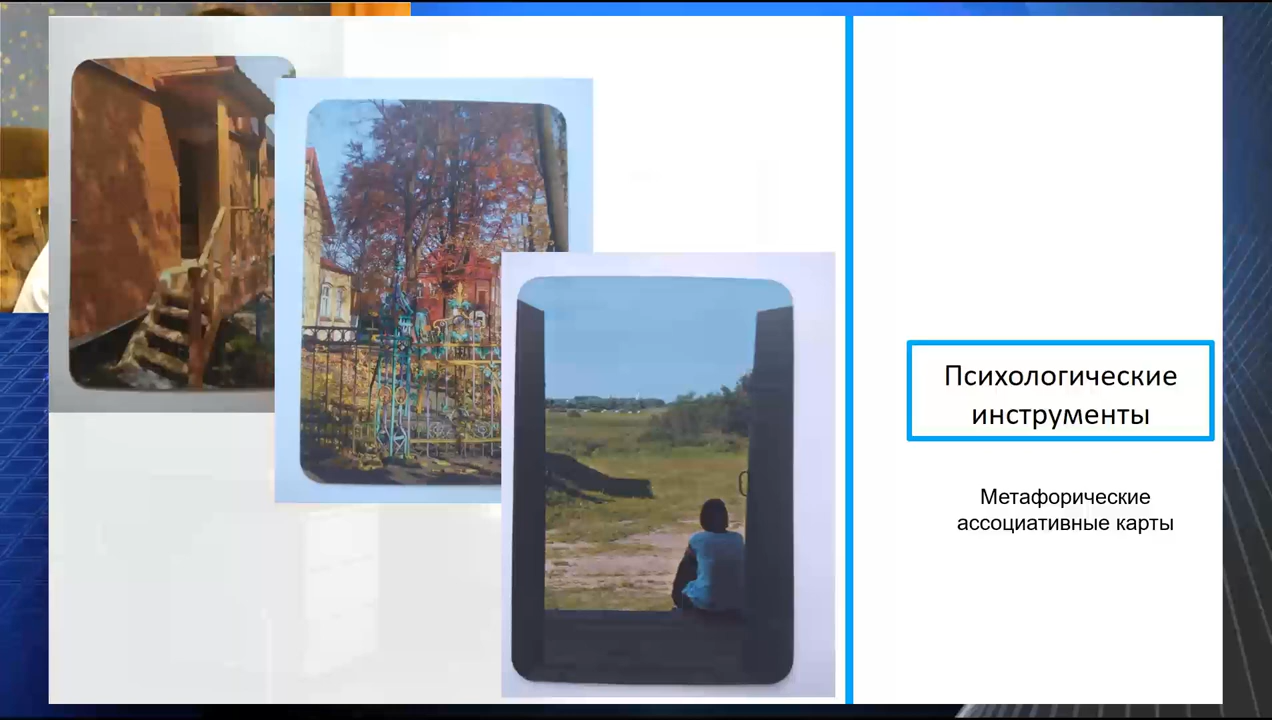 Психологические
инструменты
Метафорические
ассоциативные карты